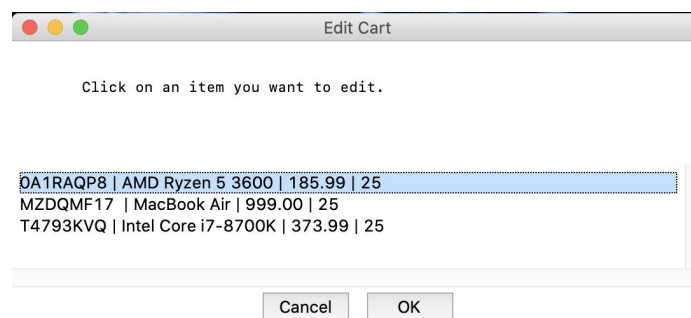 Edit Cart
Click on an item you want to edit.
0A1RAQP8 | AMD Ryzen 5 3600 | 185.99 | 25
MZDQMF17 | MacBook Air | 999.00 | 25
T4793KVQ | Intel Core i7-8700K | 373.99 | 25
Cancel OK